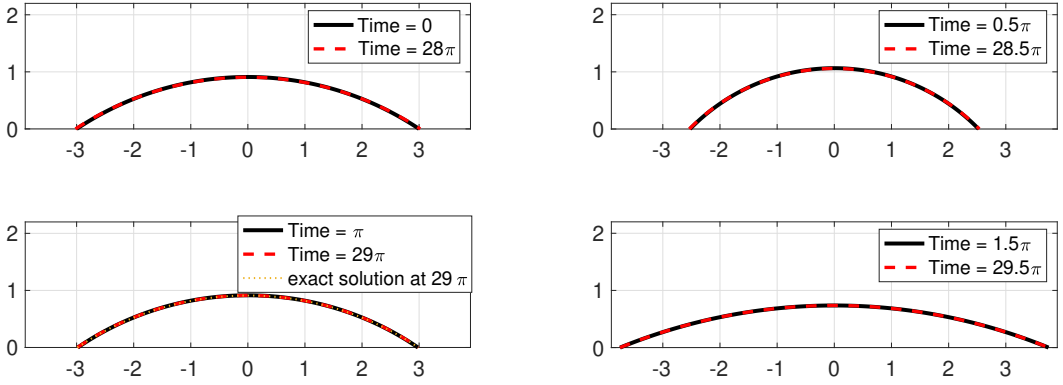 2
1
0
-3 -2 -1 0 1 2 3
Time = 0
Time = 28π
2
1
0
-3 -2 -1 0 1 2 3
Time = 0.5π
Time = 28.5π
2
1
0
-3 -2 -1 0 1 2 3
Time = π
Time = 29π
exact solution at 29 π
2
1
0
-3 -2 -1 0 1 2 3
Time = 1.5π
Time = 29.5π